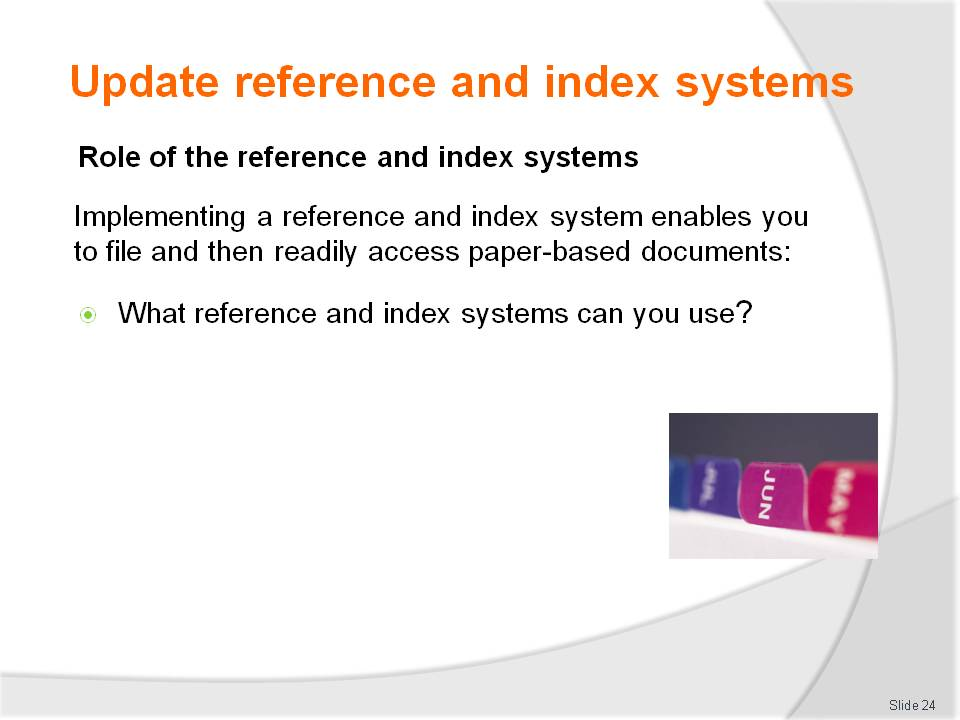 Update reference and index systems
Role of the reference and index systems
Implementing a reference and index system enables you
to file and then readily access paper-based documents:
What reference and index systems can you use?
JUN
MAY
Slide 24